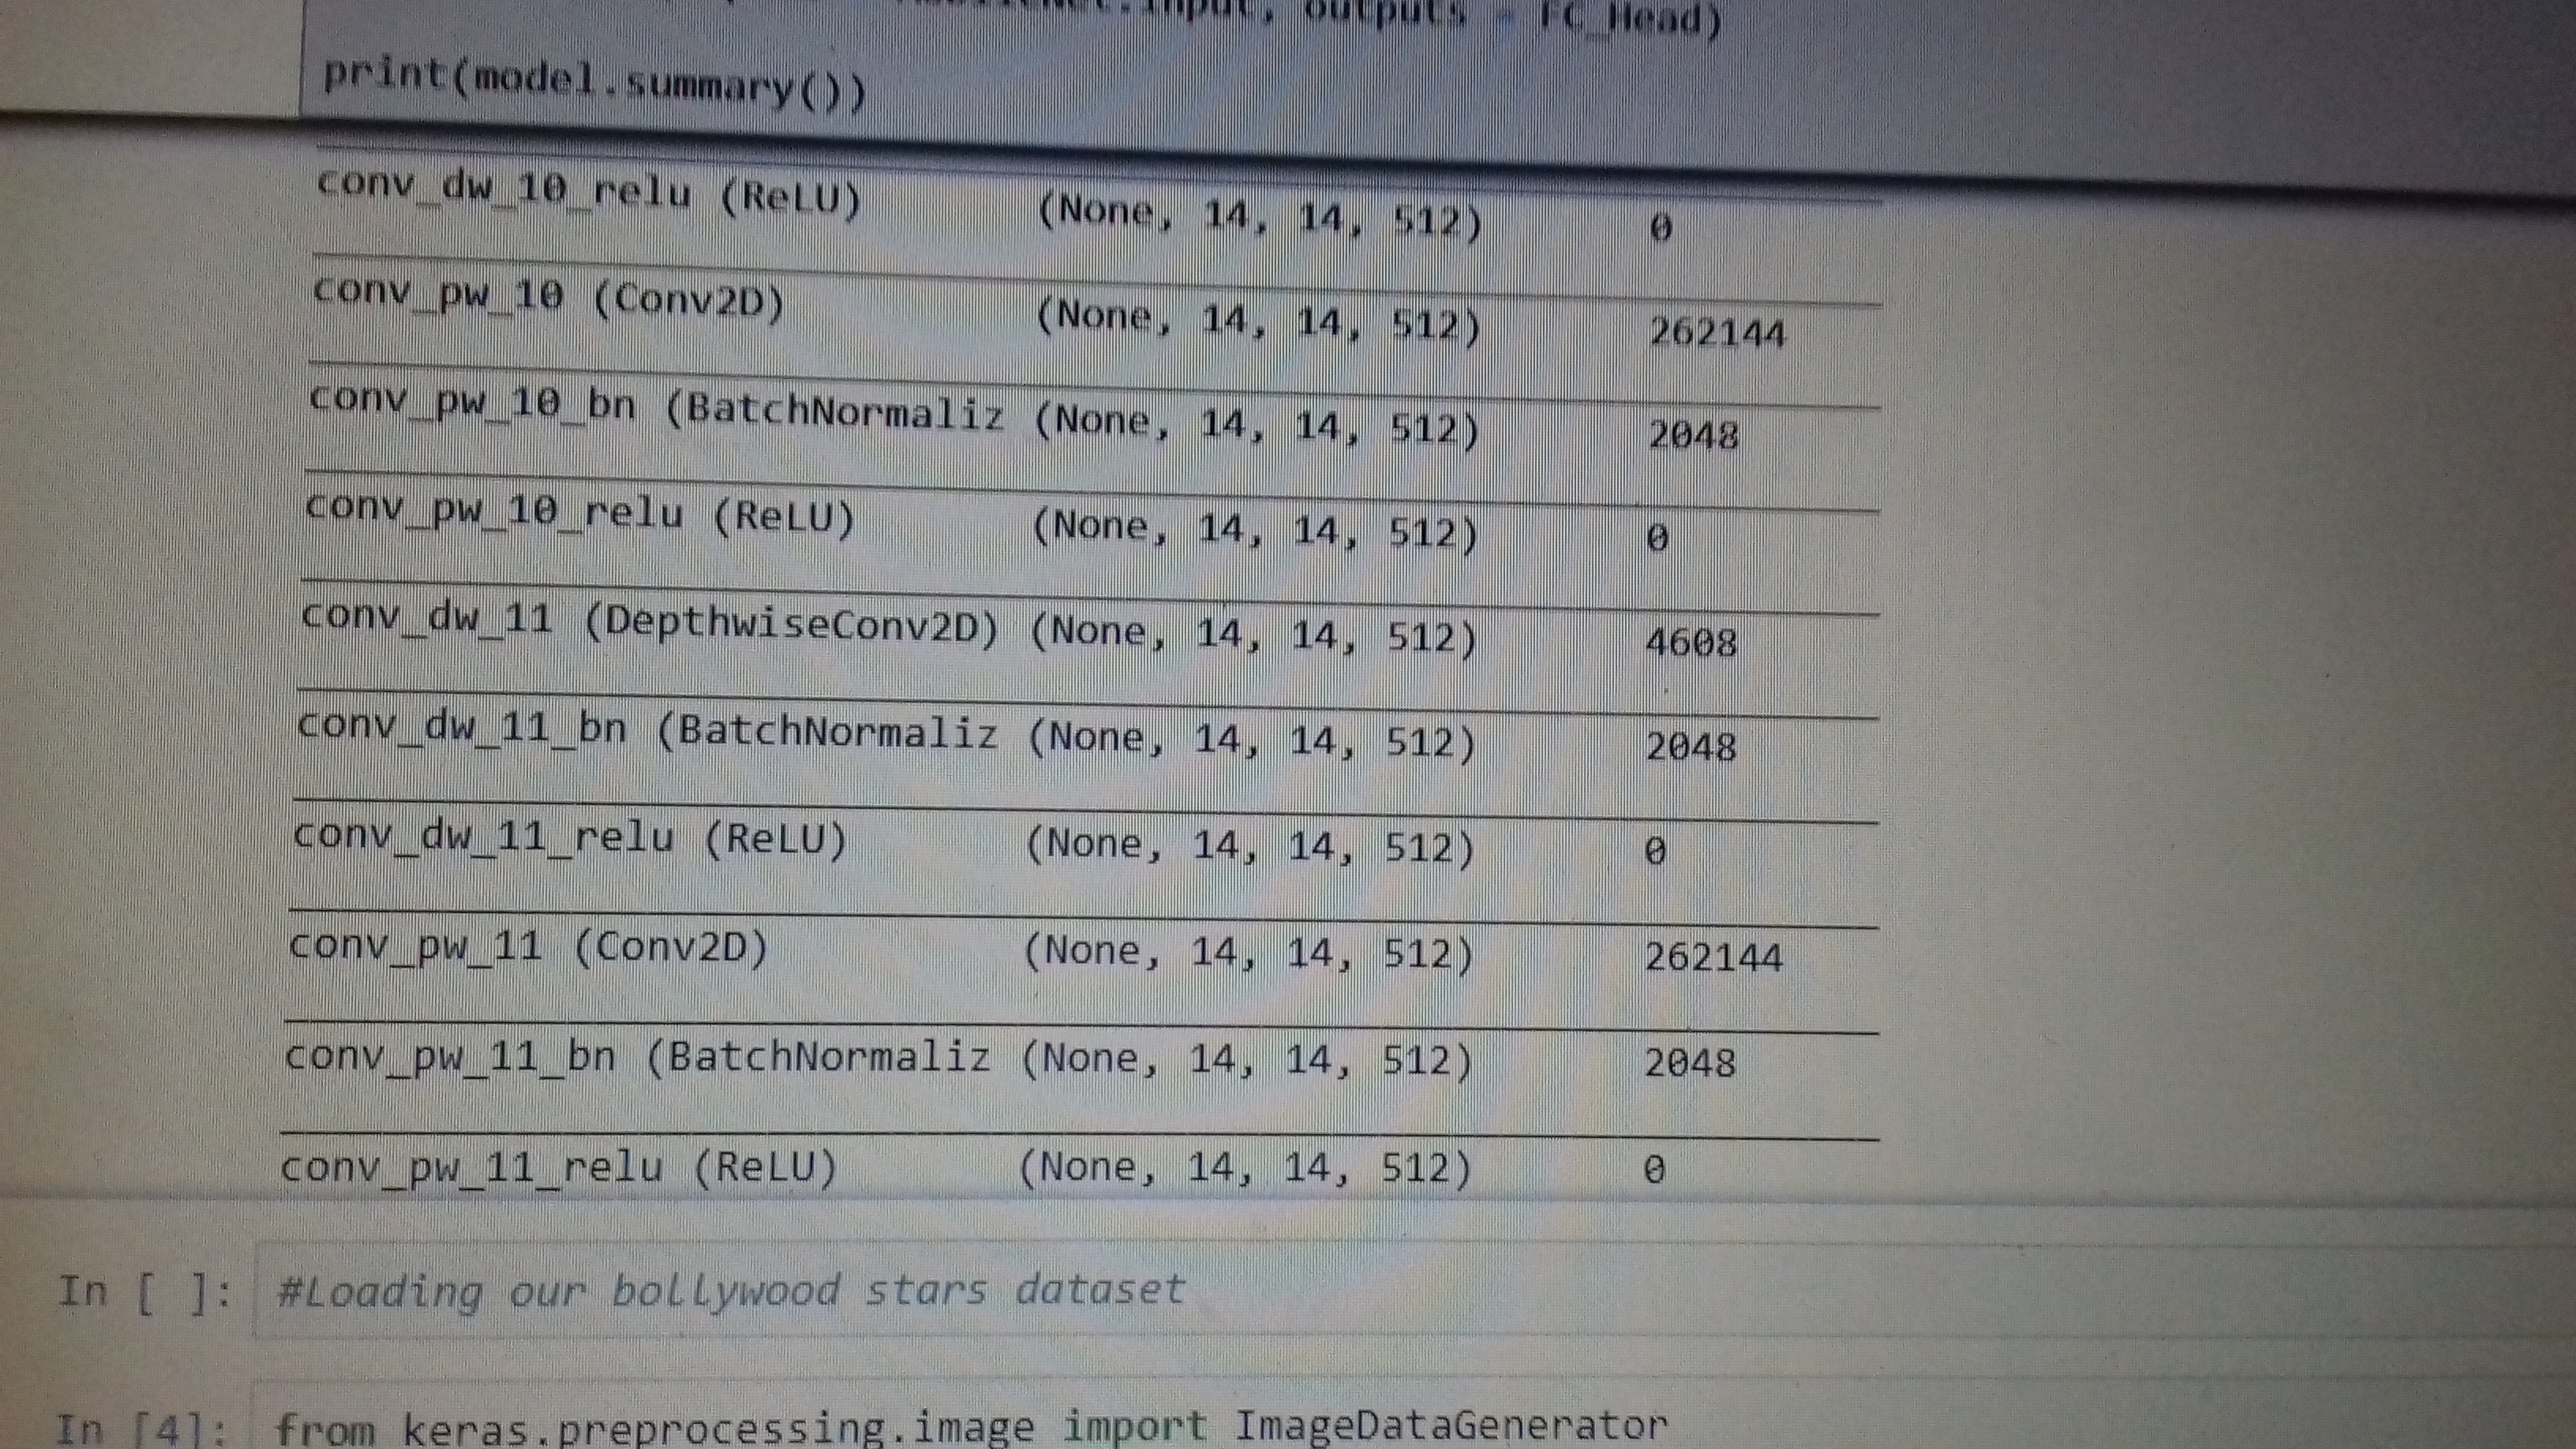 .input, outputs = FC_Head)
print(model.summary())
conv_dw_10_relu (ReLU) (None, 14, 14, 512) 0
conv_pw_10 (Conv2D) (None, 14, 14, 512) 262144
conv_pw_10_bn (BatchNormaliz (None, 14, 14, 512) 2048
conv_pw_10_relu (ReLU) (None, 14, 14, 512) 0
conv_dw_11 (DepthwiseConv2D) (None, 14, 14, 512) 4608
conv_dw_11_bn (BatchNormaliz (None, 14, 14, 512) 2048
conv_dw_11_relu (ReLU) (None, 14, 14, 512) 0
conv_pw_11 (Conv2D) (None, 14, 14, 512) 262144
conv_pw_11_bn (BatchNormaliz (None, 14, 14, 512) 2048
conv_pw_11_relu (ReLU) (None, 14, 14, 512) 0
In [ ]: #Loading our bollywood stars dataset
In [4]: from keras.preprocessing.image import ImageDataGenerator